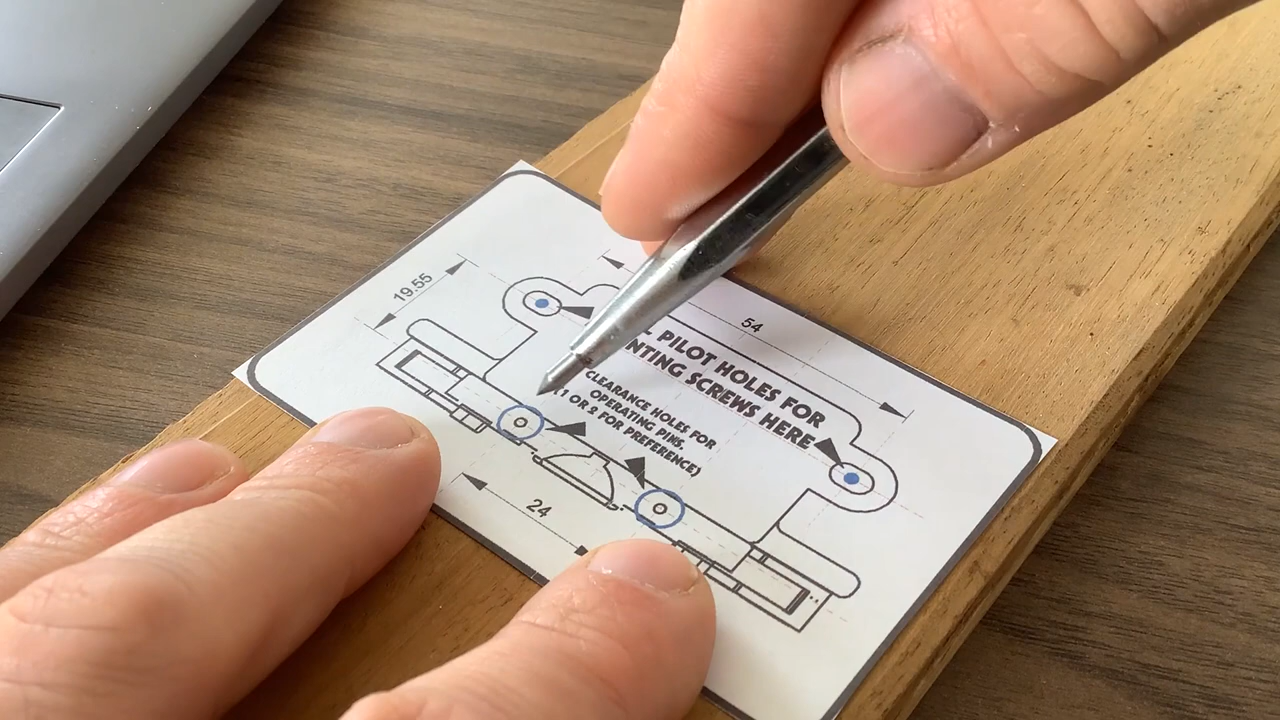 19.55
54
PILOT HOLES FOR
SCREWS HERE
CLEARANCE HOLES FOR
(1 OR 2 FOR PREFERENCE)
OPERATING PINS.
24